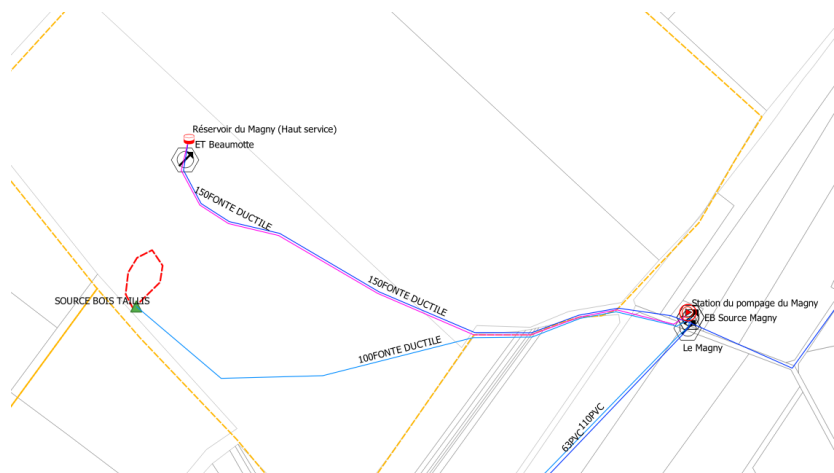 Réservoir du Magny (Haut service)
ET Beaumotte
150FONTE DUCTILE
150FONTE DUCTILE
SOURCE BOIS TAILLIS
Station du pompage du Magny
EB Source Magny
Le Magny
100FONTE DUCTILE
110PVC
63PVC